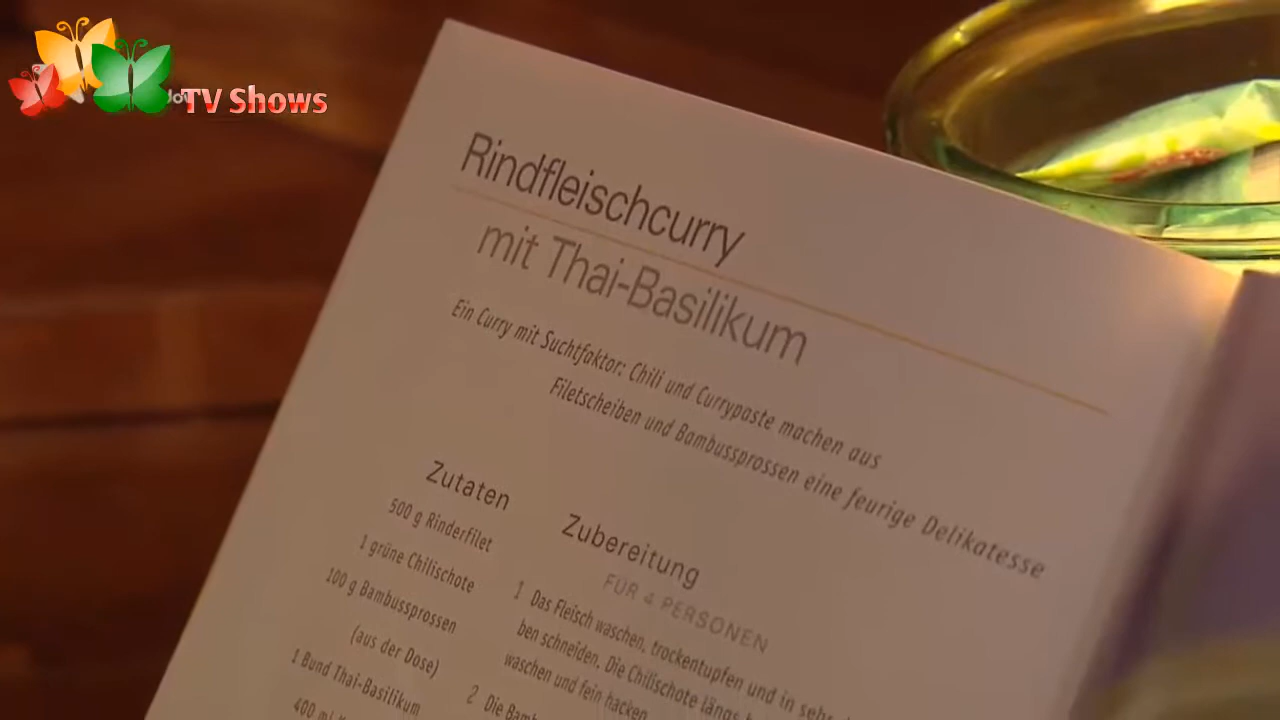 TV Shows
Rindfleischcurry
mit Thai-Basilikum
Ein Curry mit Suchtfaktor: Chili und Currypaste machen aus
Filetscheiben und Bambussprossen eine feurige Delikatesse
Zutaten
500 g Rinderfilet
1 grüne Chilischote
100 g Bambussprossen
(aus der Dose)
1 Bund Thai-Basilikum
400 ml
Zubereitung
FÜR 4 PERSONEN
1 Das Fleisch waschen, trockentupfen und in sehr
ben schneiden. Die Chilischote längs
waschen und fein hacken.
2 Die